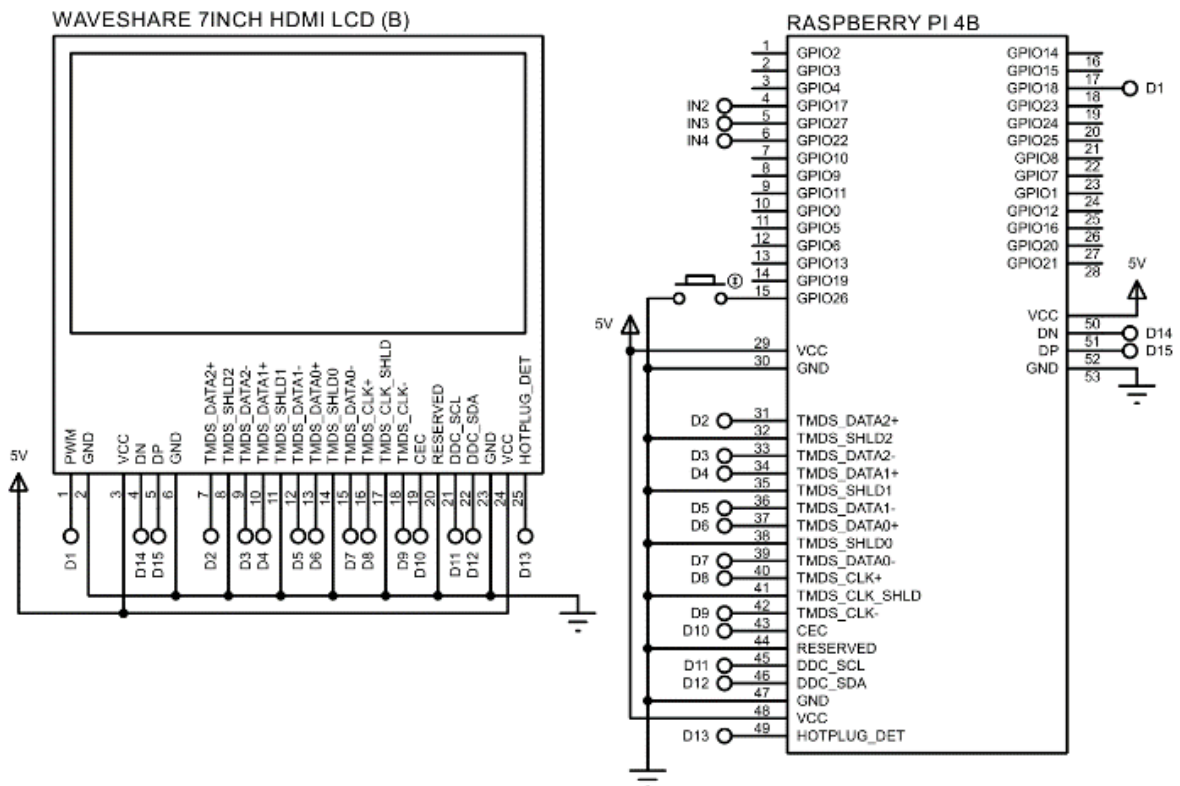 WAVESHARE 7INCH HDMI LCD (B)
TMDS_DATA2+
TMDS_SHLD2
TMDS_DATA2-
TMDS_DATA1+
TMDS_SHLD1
TMDS_DATA1-
TMDS_DATA0+
TMDS_SHLD0
TMDS_DATA0-
TMDS_CLK+
TMDS_CLK_SHLD
TMDS_CLK-
CEC
RESERVED
DDC_SCL
DDC_SDA
GND
VCC
HOTPLUG_DET
PWM
GND
VCC
DN
DP
GND
5V
1 2 3 4 5 6 7 8 9 10 11 12 13 14 15 16 17 18 19 20 21 22 23 24 25
D1 D14 D15 D2 D3 D4 D5 D6 D7 D8 D9 D10 D11 D12 D13
RASPBERRY PI 4B
1 GPIO2
2 GPIO3
3 GPIO4
IN2 4 GPIO17
IN3 5 GPIO27
IN4 6 GPIO22
7 GPIO10
8 GPIO9
9 GPIO11
10 GPIO0
11 GPIO5
12 GPIO6
13 GPIO13
14 GPIO19
15 GPIO26
5V
29 VCC
30 GND
D2 31 TMDS_DATA2+
32 TMDS_SHLD2
D3 33 TMDS_DATA2-
D4 34 TMDS_DATA1+
35 TMDS_SHLD1
D5 36 TMDS_DATA1-
D6 37 TMDS_DATA0+
38 TMDS_SHLD0
D7 39 TMDS_DATA0-
D8 40 TMDS_CLK+
41 TMDS_CLK_SHLD
D9 42 TMDS_CLK-
D10 43 CEC
44 RESERVED
D11 45 DDC_SCL
D12 46 DDC_SDA
47 GND
48 VCC
D13 49 HOTPLUG_DET
GPIO14 16
GPIO15 17
GPIO18 18 D1
GPIO23 19
GPIO24 20
GPIO25 21
GPIO8 22
GPIO7 23
GPIO1 24
GPIO12 25
GPIO16 26
GPIO20 27
GPIO21 28
5V
VCC 50
DN 51 D14
DP 52 D15
GND 53